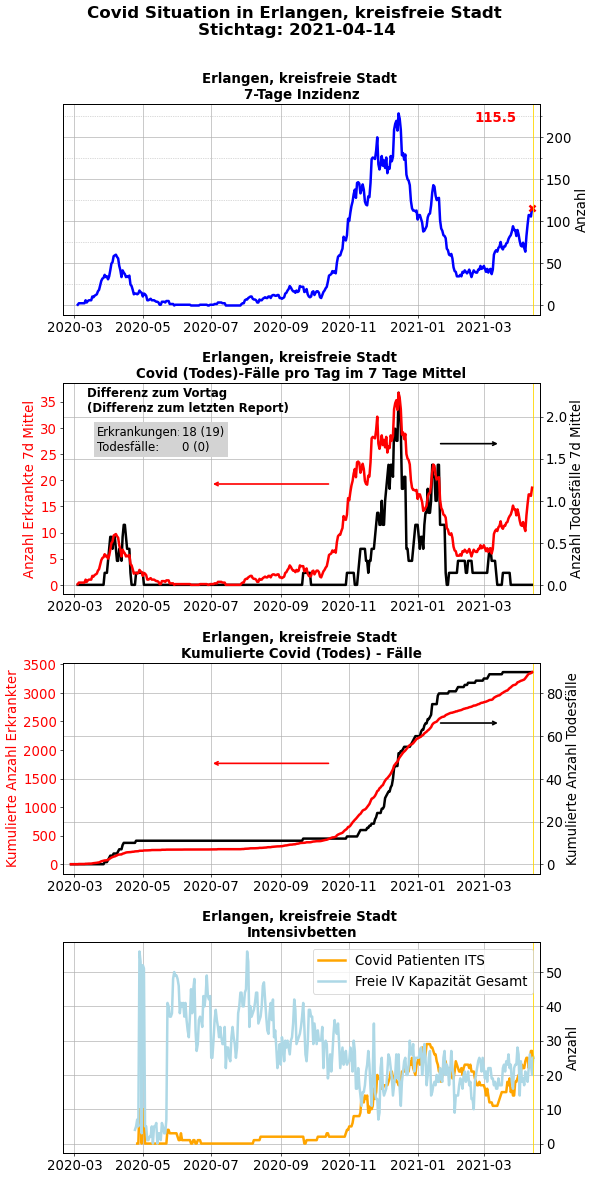 Covid Situation in Erlangen, kreisfreie Stadt
Stichtag: 2021-04-14
Erlangen, kreisfreie Stadt
7-Tage Inzidenz
115.5
200
150
100
50
0
Anzahl
2020-03 2020-05 2020-07 2020-09 2020-11 2021-01 2021-03
Erlangen, kreisfreie Stadt
Covid (Todes)-Fälle pro Tag im 7 Tage Mittel
Differenz zum Vortag
(Differenz zum letzten Report)
Erkrankungen: 18 (19)
Todesfälle: 0 (0)
Anzahl Erkrankte 7d Mittel
35
30
25
20
15
10
5
0
2.0
1.5
1.0
0.5
0.0
Anzahl Todesfälle 7d Mittel
2020-03 2020-05 2020-07 2020-09 2020-11 2021-01 2021-03
Erlangen, kreisfreie Stadt
Kumulierte Covid (Todes) - Fälle
Kumulierte Anzahl Erkrankter
3500
3000
2500
2000
1500
1000
500
0
80
60
40
20
0
Kumulierte Anzahl Todesfälle
2020-03 2020-05 2020-07 2020-09 2020-11 2021-01 2021-03
Erlangen, kreisfreie Stadt
Intensivbetten
Covid Patienten ITS
Freie IV Kapazität Gesamt
50
40
30
20
10
0
Anzahl
2020-03 2020-05 2020-07 2020-09 2020-11 2021-01 2021-03